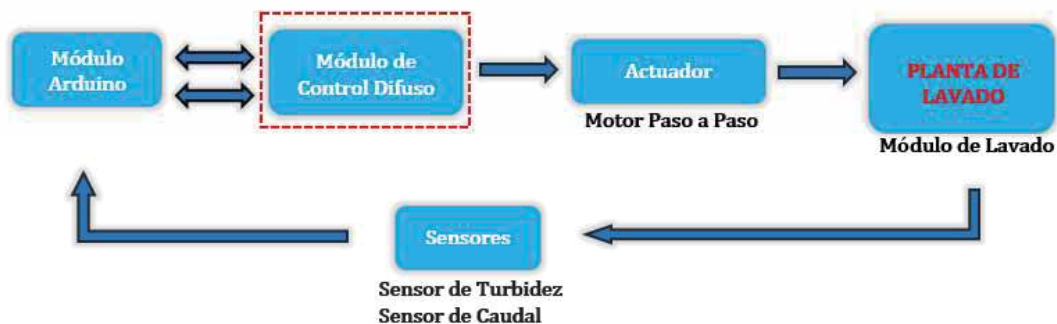 Módulo
Arduino
Módulo de
Control Difuso
Actuador
Motor Paso a Paso
PLANTA DE
LAVADO
Módulo de Lavado
Sensores
Sensor de Turbidez
Sensor de Caudal